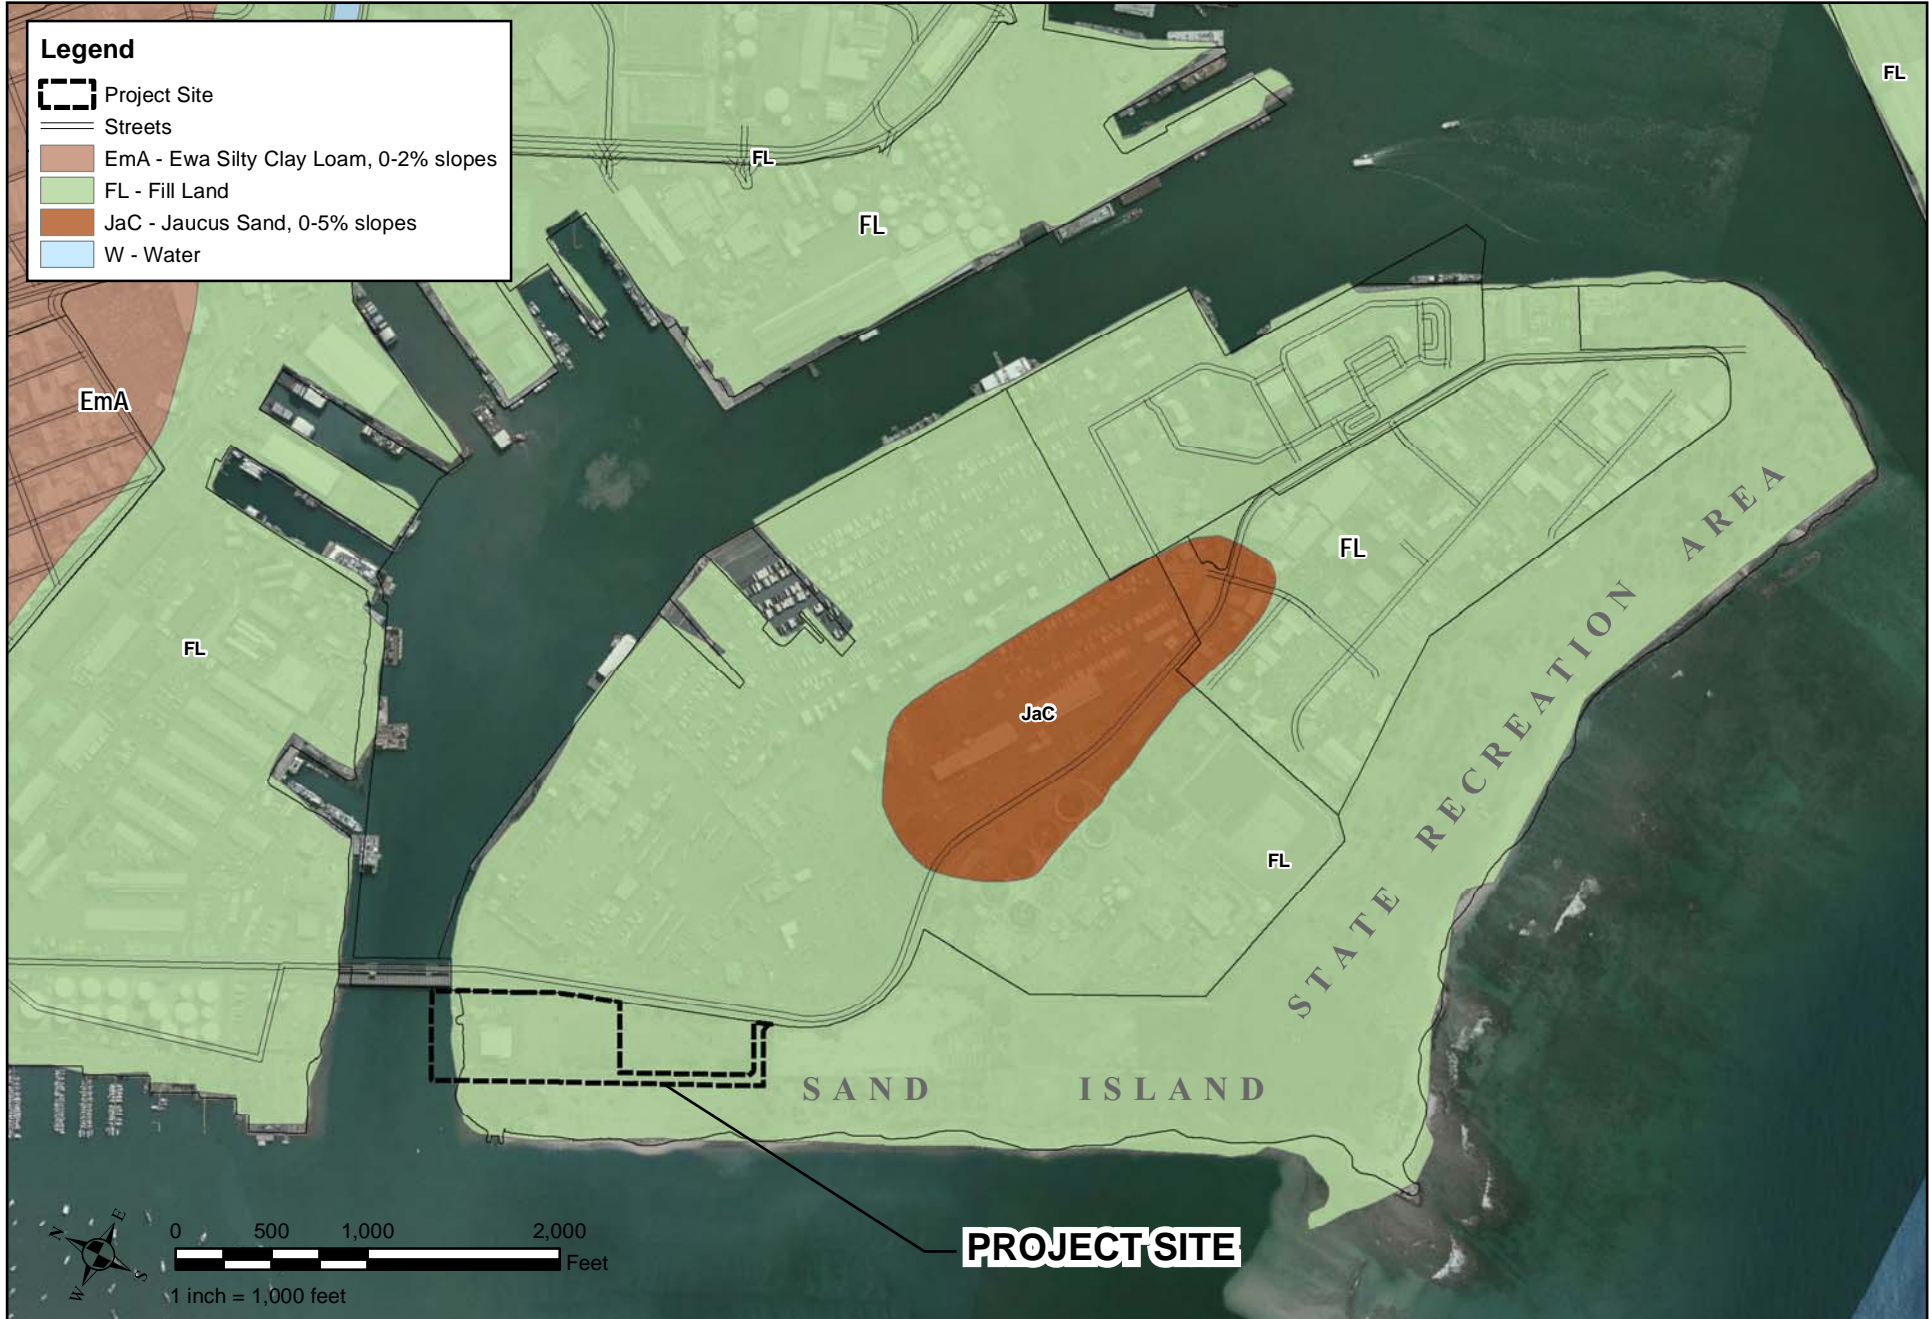 Legend
Project Site
Streets
EmA - Ewa Silty Clay Loam, 0-2% slopes
FL - Fill Land
JaC - Jaucus Sand, 0-5% slopes
W - Water
FL
FL
FL
EmA
FL
FL
JaC
FL
STATE RECREATION AREA
SAND ISLAND
PROJECT SITE
N
E
S
W
0 500 1,000 2,000
Feet
1 inch = 1,000 feet